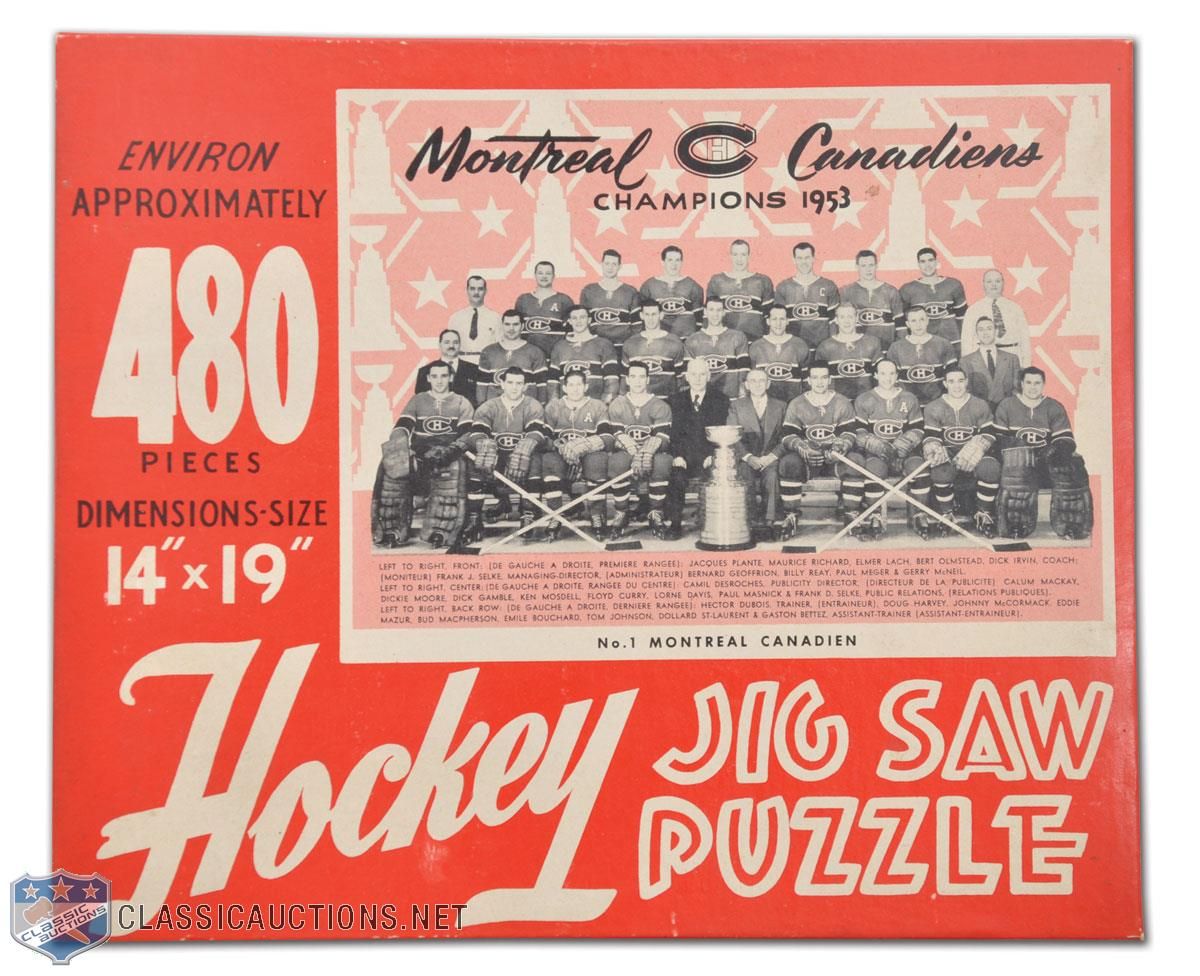 ENVIRON
APPROXIMATELY
480
PIECES
DIMENSIONS-SIZE
14" x 19"
Montreal C Canadiens
CHAMPIONS 1953
LEFT TO RIGHT, FRONT: (DE GAUCHE A DROITE, PREMIERE RANGEE): JACQUES PLANTE, MAURICE RICHARD, ELMER LACH, BERT OLMSTEAD, DICK IRVIN, COACH;
(MONITEUR) FRANK J. SELKE, MANAGING-DIRECTOR, (ADMINISTRATEUR) BERNARD GEOFFRION, BILLY REAY, PAUL MEGER & GERRY McNEIL.
LEFT TO RIGHT, CENTER: (DE GAUCHE A DROITE, RANGEE DU CENTRE) CAMIL DESROCHES, PUBLICITY DIRECTOR, (DIRECTEUR DE LA PUBLICITE) CALUM MACKAY,
DICKIE MOORE, DICK GAMBLE, KEN MOSDELL, FLOYD CURRY, LORNE DAVIS, PAUL MASNICK & FRANK D. SELKE, PUBLIC RELATIONS, (RELATIONS PUBLIQUES).
LEFT TO RIGHT, BACK ROW: (DE GAUCHE A DROITE, DERNIERE RANGEE): HECTOR DUBOIS, TRAINER, (ENTRAINEUR), DOUG HARVEY, JOHNNY McCORMACK, EDDIE
MAZUR, BUD MACPHERSON, EMILE BOUCHARD, TOM JOHNSON, DOLLARD ST-LAURENT & GASTON BETTEZ, ASSISTANT-TRAINER (ASSISTANT-ENTRAINEUR).
No.1 MONTREAL CANADIEN
Hockey
JIG SAW
PUZZLE
CLASSIC
AUCTIONS
CLASSICAUCTIONS.NET